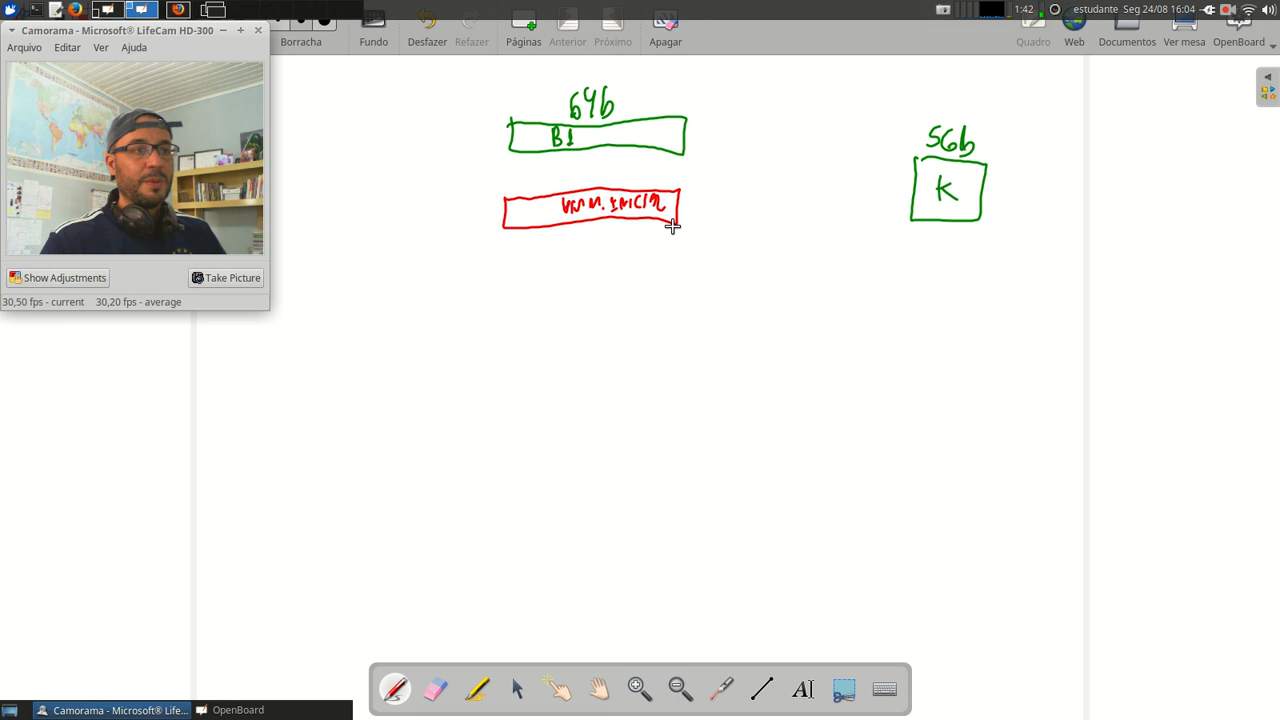 estudante Seg 24/08 16:04
1:42
Camorama - Microsoft® LifeCam HD-300
Arquivo Editar Ver Ajuda
Borracha Fundo Desfazer Refazer Páginas Anterior Próximo Apagar Quadro Web Documentos Ver mesa OpenBoard
64b
B1
56b
K
Show Adjustments Take Picture
30,50 fps - current 30,20 fps - average
Camorama - Microsoft® Life... OpenBoard